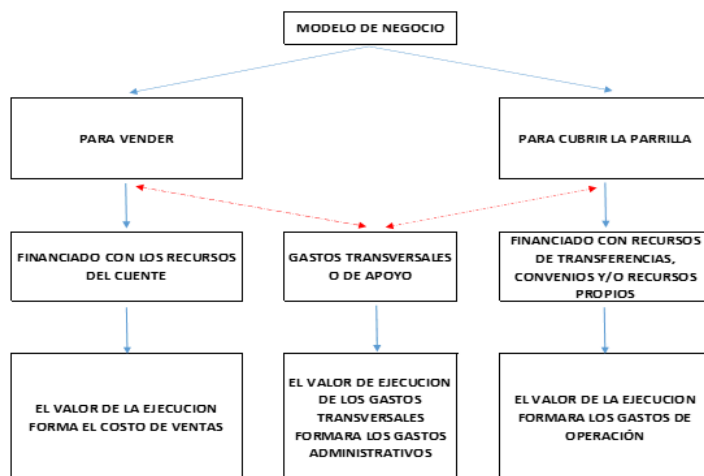 MODELO DE NEGOCIO
PARA VENDER
PARA CUBRIR LA PARRILLA
FINANCIADO CON LOS RECURSOS
DEL CLIENTE
GASTOS TRANSVERSALES
O DE APOYO
FINANCIADO CON RECURSOS
DE TRANSFERENCIAS,
CONVENIOS Y/O RECURSOS
PROPIOS
EL VALOR DE LA EJECUCION
FORMA EL COSTO DE VENTAS
EL VALOR DE EJECUCION
DE LOS GASTOS
TRANSVERSALES
FORMARA LOS GASTOS
ADMINISTRATIVOS
EL VALOR DE LA EJECUCION
FORMARA LOS GASTOS DE
OPERACIÓN